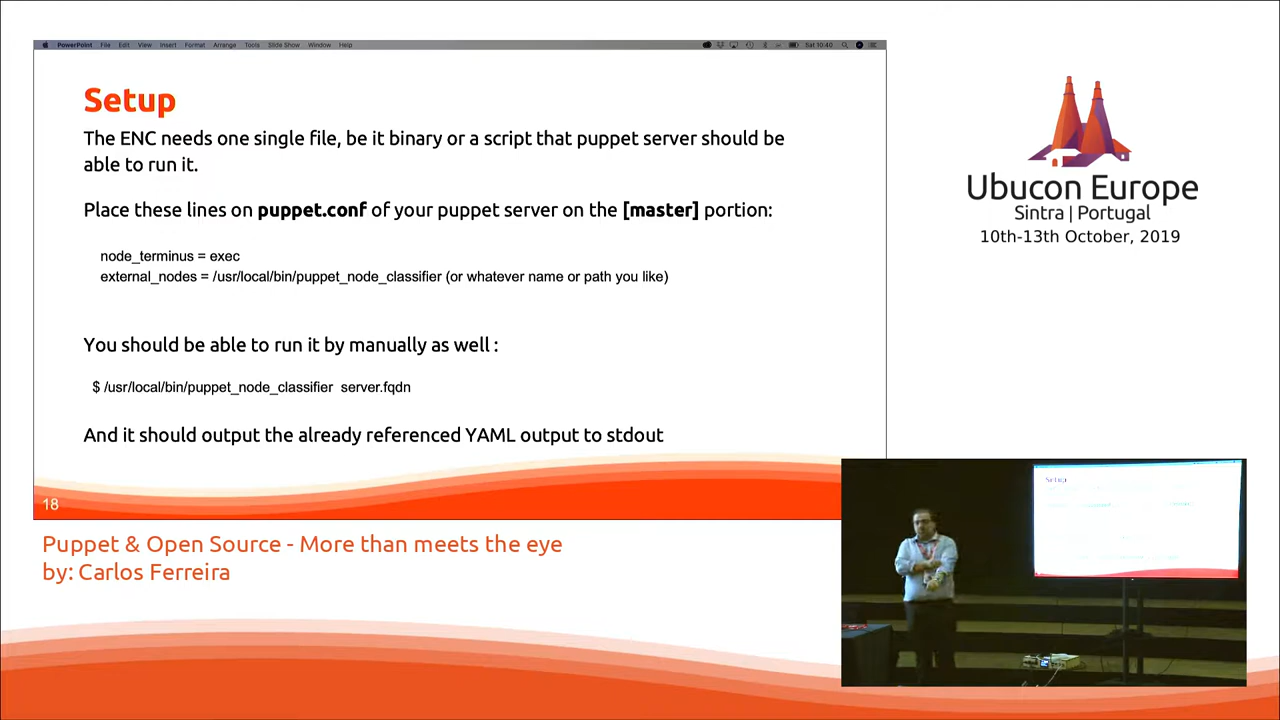 PowerPoint File Edit View Insert Format Arrange Tools Slide Show Window Help
Sat 10:40
Setup
The ENC needs one single file, be it binary or a script that puppet server should be
able to run it.
Place these lines on puppet.conf of your puppet server on the [master] portion:
node_terminus = exec
external_nodes = /usr/local/bin/puppet_node_classifier (or whatever name or path you like)
You should be able to run it by manually as well :
$ /usr/local/bin/puppet_node_classifier server.fqdn
And it should output the already referenced YAML output to stdout
18
Puppet & Open Source - More than meets the eye
by: Carlos Ferreira
Ubucon Europe
Sintra | Portugal
10th-13th October, 2019
Setup